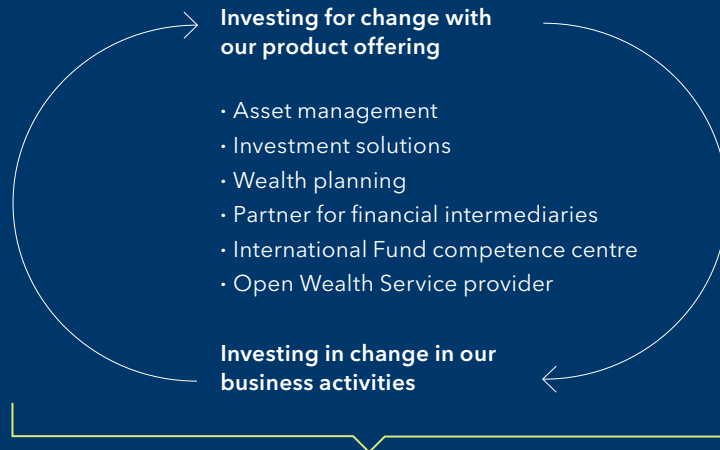 Investing for change with
our product offering
· Asset management
· Investment solutions
· Wealth planning
· Partner for financial intermediaries
· International Fund competence centre
· Open Wealth Service provider
Investing in change in our
business activities